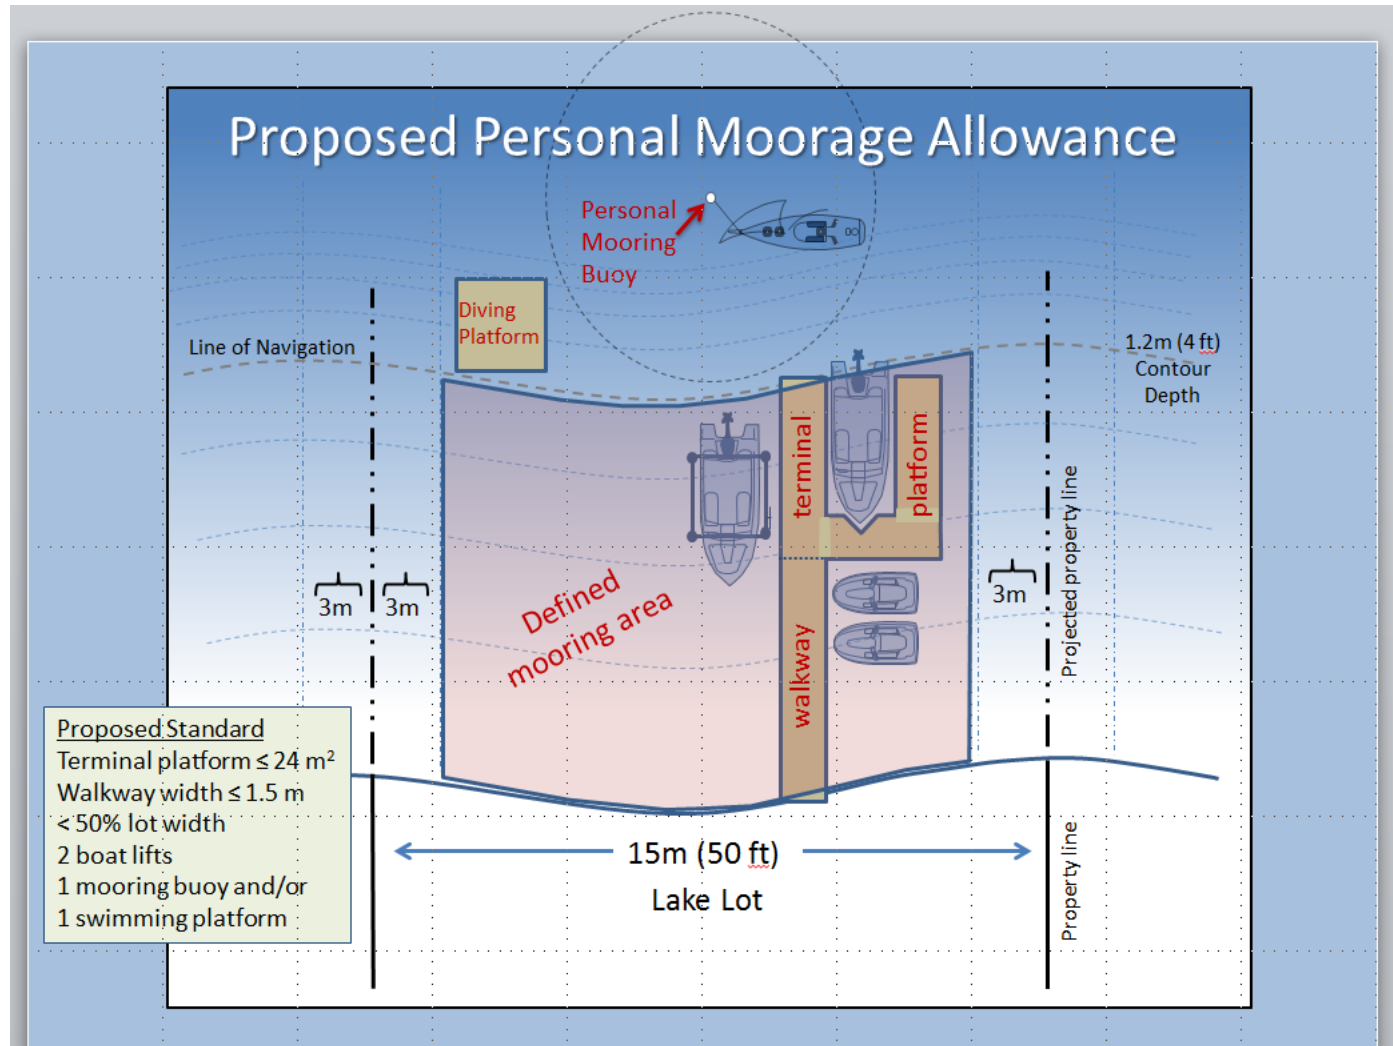 Proposed Personal Moorage Allowance
Personal
Mooring
Buoy
Diving
Platform
Line of Navigation
1.2m (4 ft)
Contour
Depth
terminal
platform
Projected property line
3m
3m
3m
Defined
mooring area
walkway
Proposed Standard
Terminal platform ≤ 24 m²
Walkway width ≤ 1.5 m
< 50% lot width
2 boat lifts
1 mooring buoy and/or
1 swimming platform
15m (50 ft)
Lake Lot
Property line